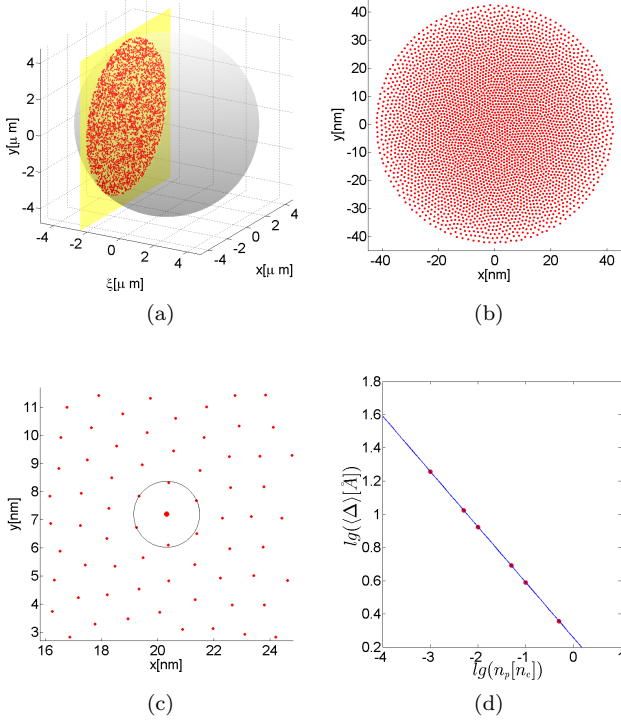 4
2
0
-2
-4
y[μ m]
-4
-2
0
2
4
ξ[μ m]
-4
-2
0
2
4
x[μ m]
(a)
40
30
20
10
0
-10
-20
-30
-40
y[nm]
-40 -20 0 20 40
x[nm]
(b)
11
10
9
8
7
6
5
4
3
y[nm]
16 18 20 22 24
x[nm]
(c)
1.8
1.6
1.4
1.2
1
0.8
0.6
0.4
0.2
lg(⟨Δ⟩[Å])
-4 -3 -2 -1 0 1
lg(n_p[n_c])
(d)